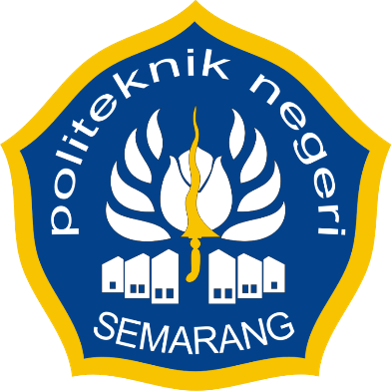 politeknik negeri
SEMARANG